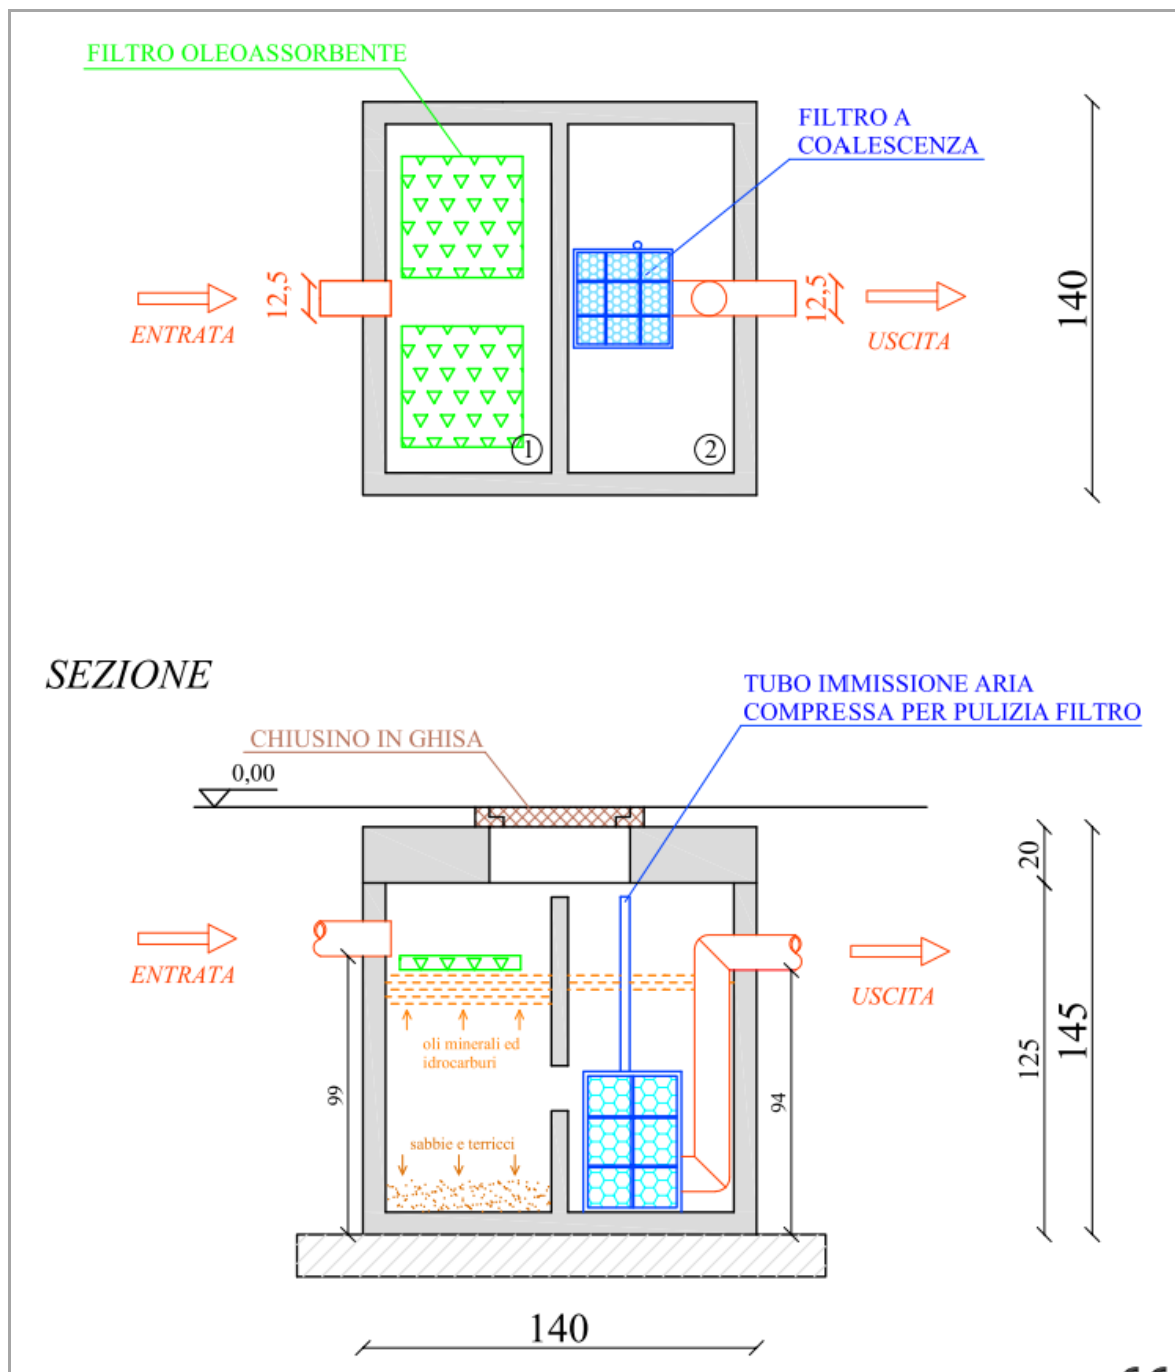 FILTRO OLEOASSORBENTE
FILTRO A
COALESCENZA
12,5
ENTRATA
12,5
USCITA
140
1
2
SEZIONE
TUBO IMMISSIONE ARIA
COMPRESSA PER PULIZIA FILTRO
CHIUSINO IN GHISA
0,00
20
ENTRATA
USCITA
oli minerali ed
idrocarburi
99
94
125
145
sabbie e terricci
140